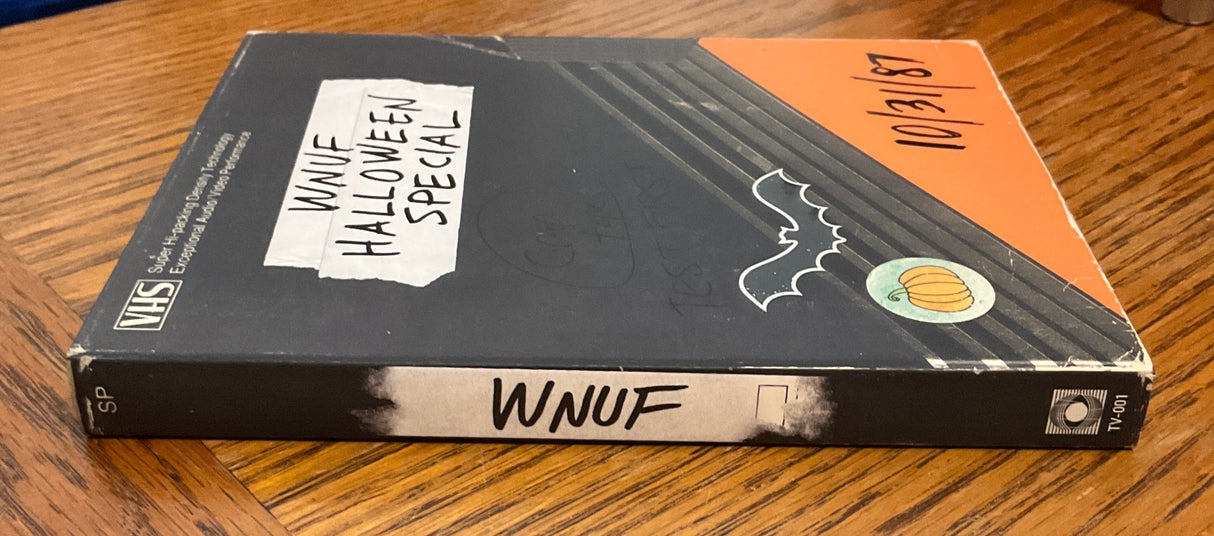 VHS
Super Hi-packing Density Technology
Exceptional Audio Video Performance
WNUF
HALLOWEEN
SPECIAL
10/31/87
SP
WNUF
TV-001